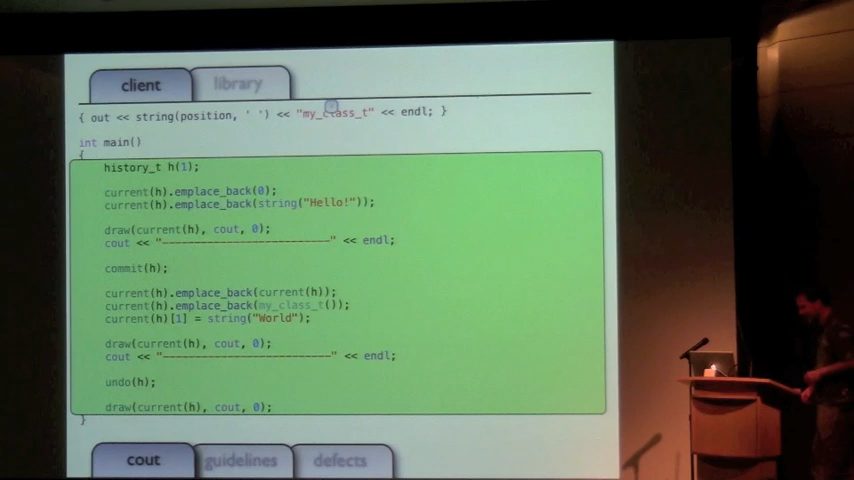 client library
{ out << string(position, ' ') << "my_class_t" << endl; }
int main()
{
history_t h(1);
current(h).emplace_back(0);
current(h).emplace_back(string("Hello!"));
draw(current(h), cout, 0);
cout << "--------------------------" << endl;
commit(h);
current(h).emplace_back(current(h));
current(h).emplace_back(my_class_t());
current(h)[1] = string("World");
draw(current(h), cout, 0);
cout << "--------------------------" << endl;
undo(h);
draw(current(h), cout, 0);
}
cout guidelines defects